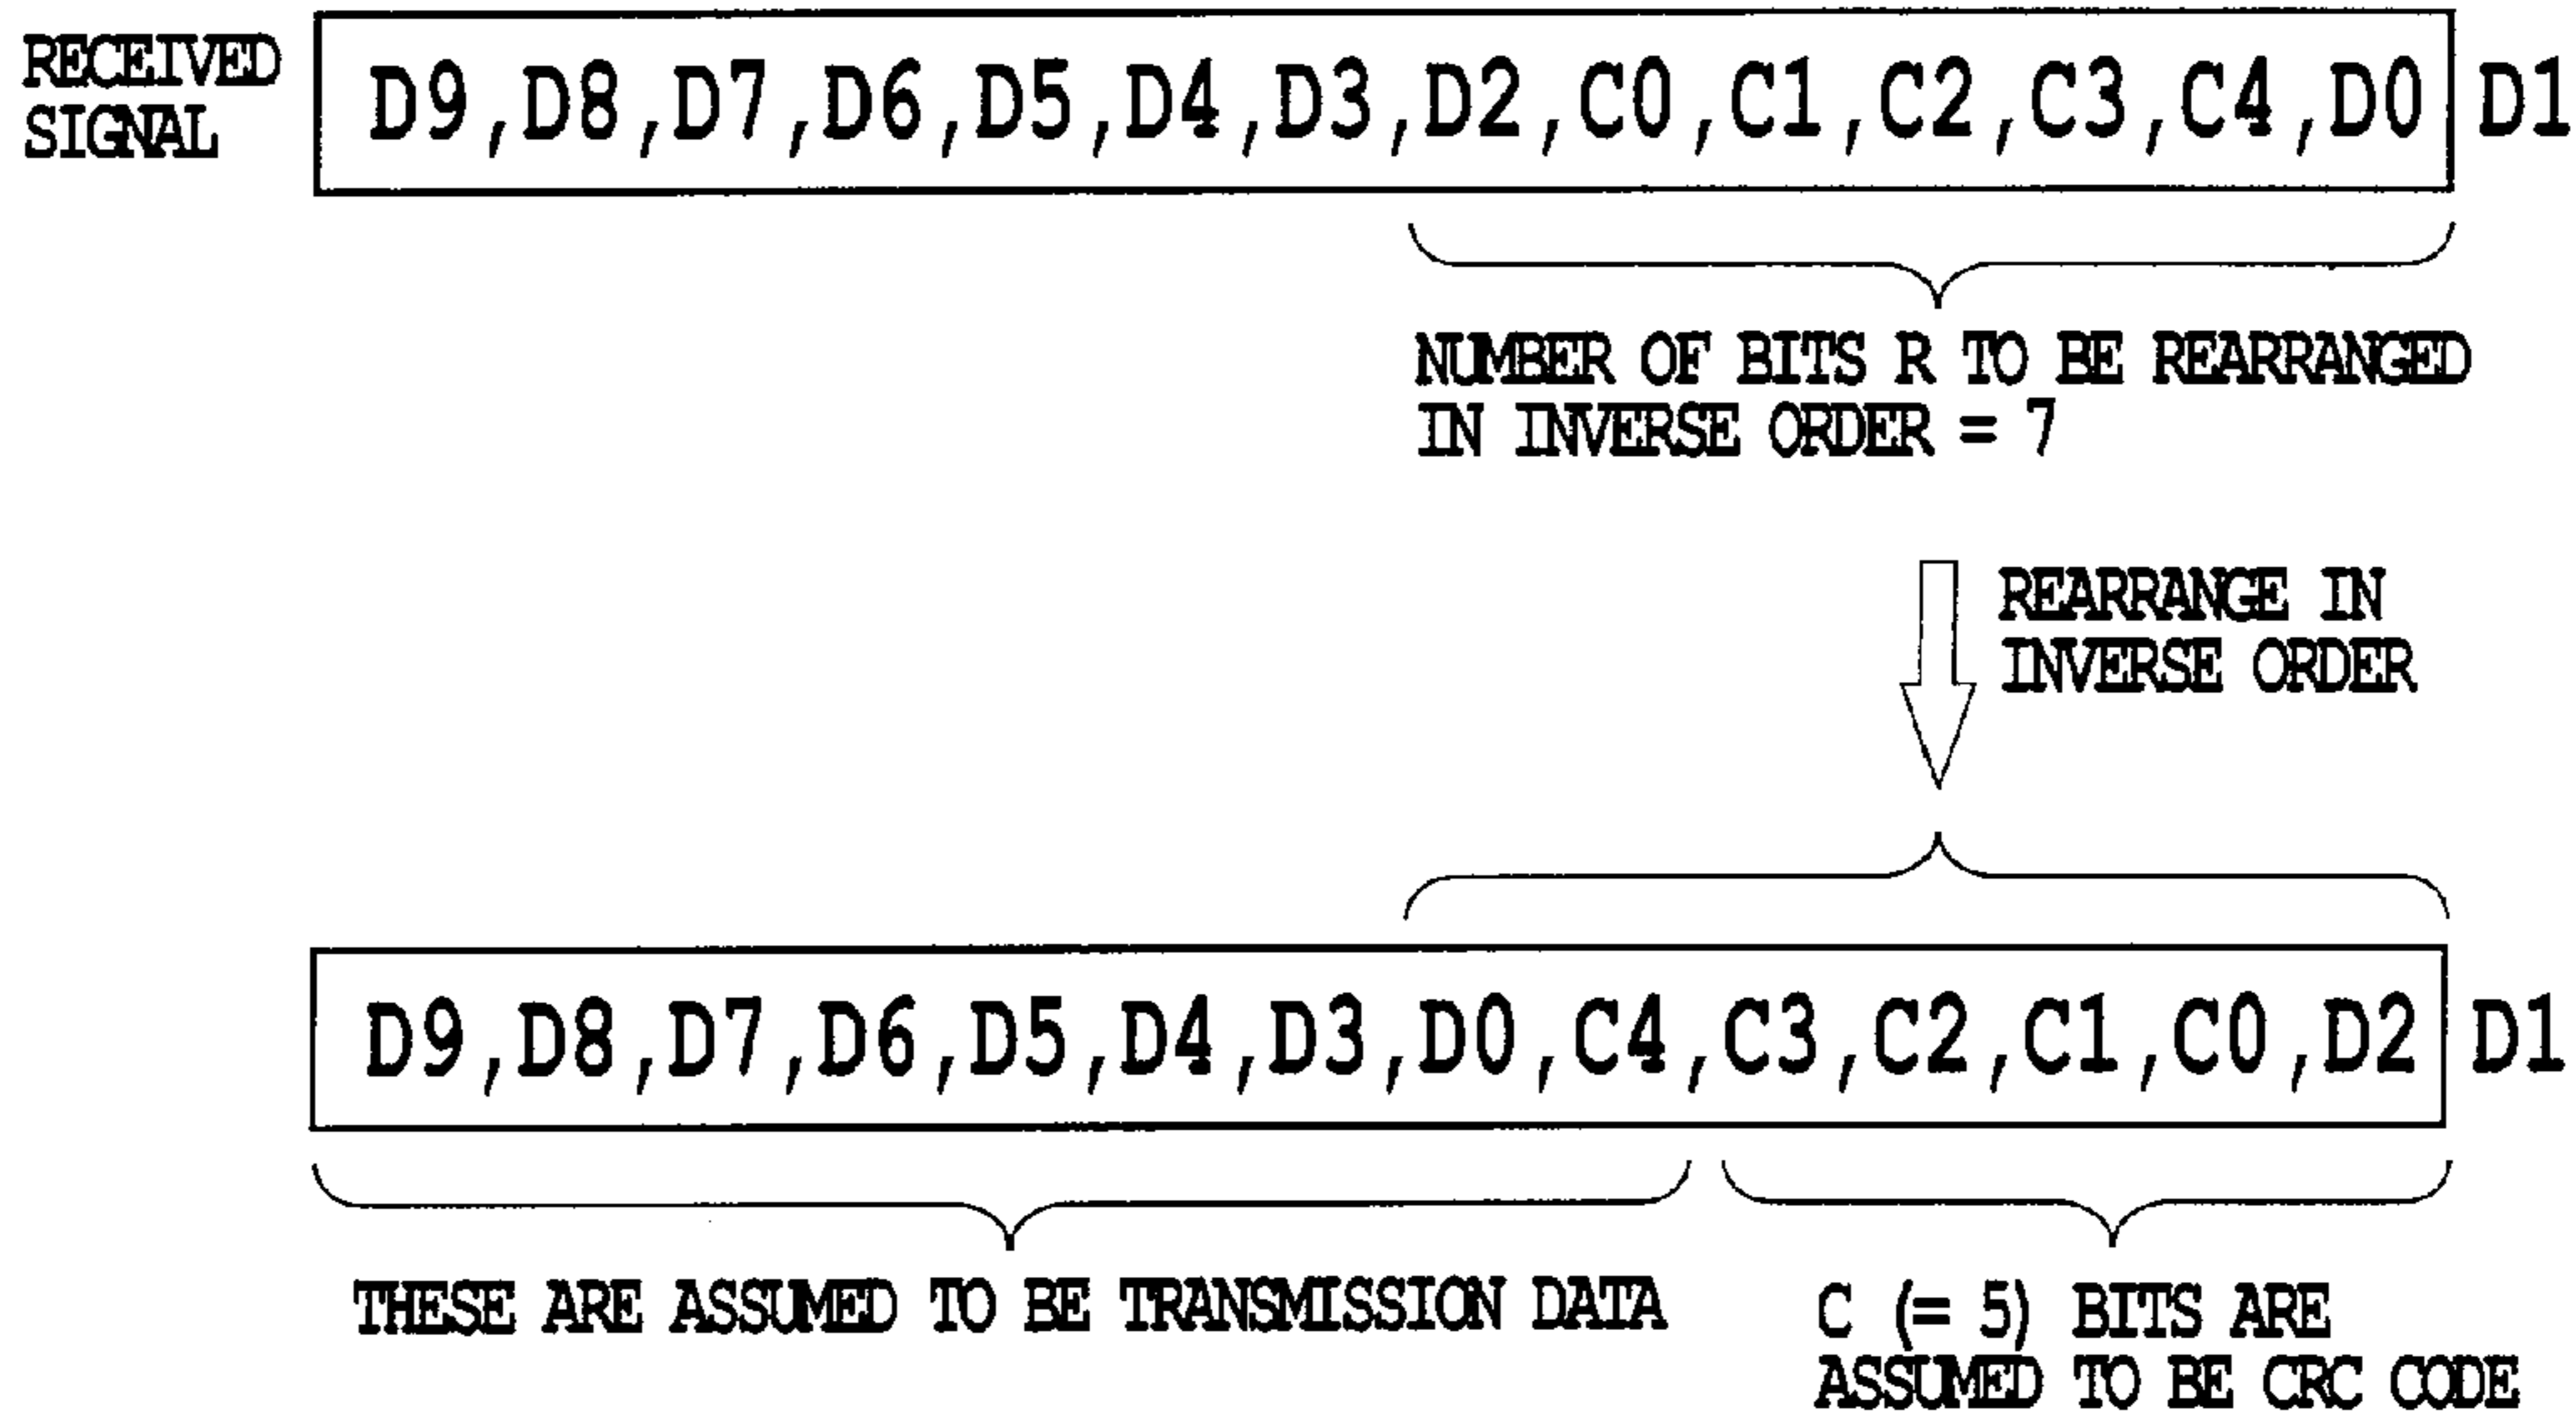 RECEIVED
SIGNAL
D9,D8,D7,D6,D5,D4,D3,D2,C0,C1,C2,C3,C4,D0 D1
NUMBER OF BITS R TO BE REARRANGED
IN INVERSE ORDER = 7
REARRANGE IN
INVERSE ORDER
D9,D8,D7,D6,D5,D4,D3,D0,C4,C3,C2,C1,C0,D2 D1
THESE ARE ASSUMED TO BE TRANSMISSION DATA
C (= 5) BITS ARE
ASSUMED TO BE CRC CODE